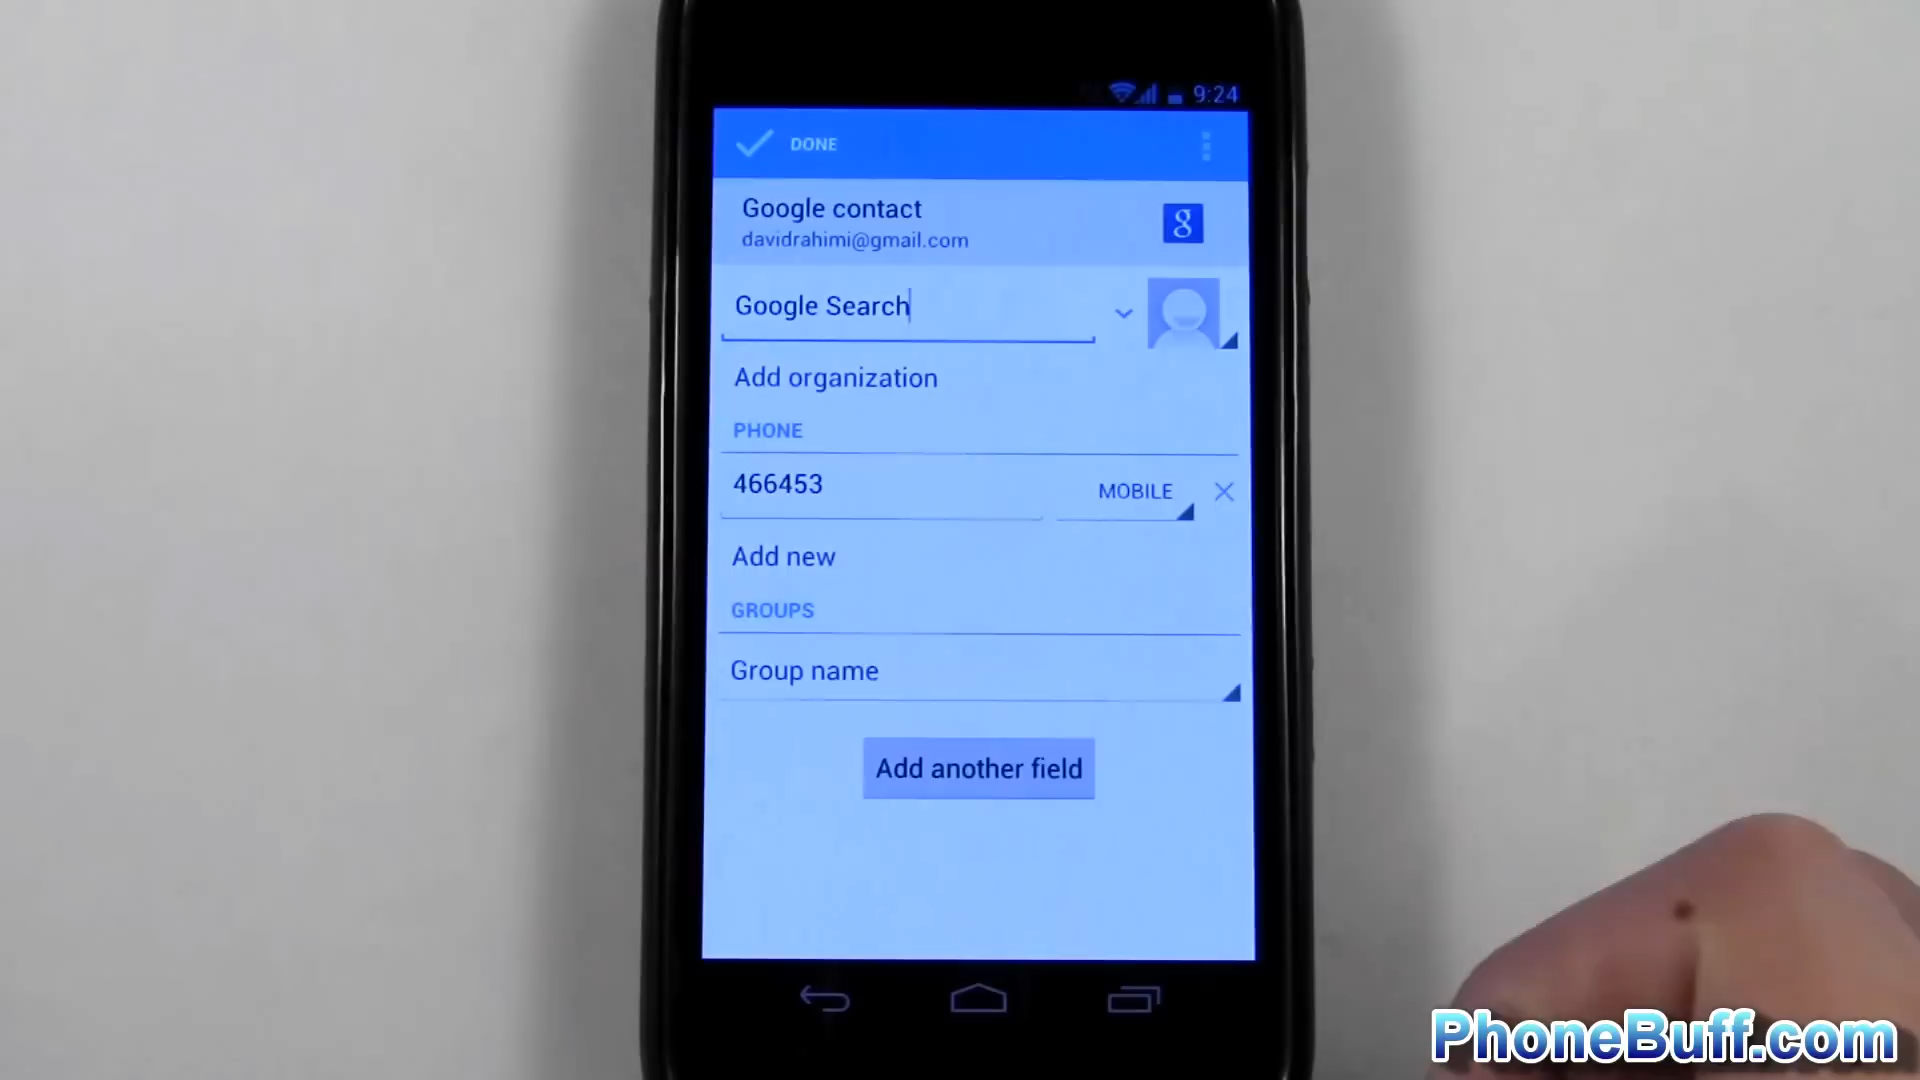 9:24
DONE
Google contact
davidrahimi@gmail.com
g
Google Search
Add organization
PHONE
466453
MOBILE
Add new
GROUPS
Group name
Add another field
PhoneBuff.com